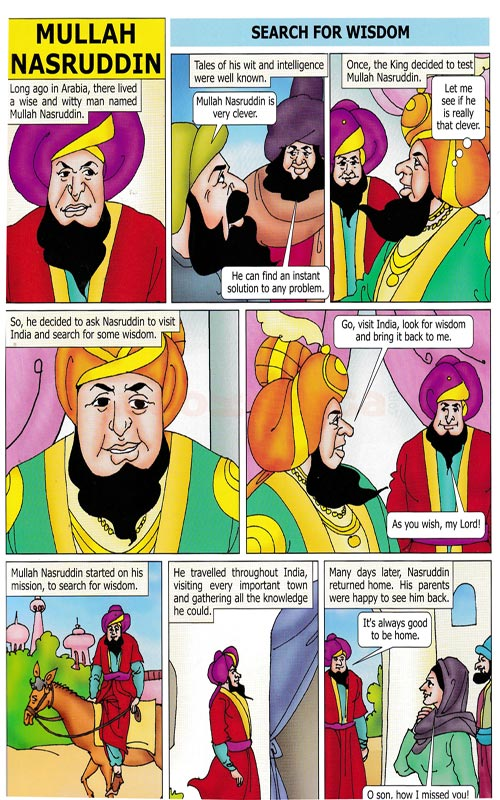 MULLAH
NASRUDDIN
SEARCH FOR WISDOM
Long ago in Arabia, there lived
a wise and witty man named
Mullah Nasruddin.
Tales of his wit and intelligence
were well known.
Mullah Nasruddin is
very clever.
He can find an instant
solution to any problem.
Once, the King decided to test
Mullah Nasruddin.
Let me
see if he
is really
that clever.
So, he decided to ask Nasruddin to visit
India and search for some wisdom.
Go, visit India, look for wisdom
and bring it back to me.
As you wish, my Lord!
Mullah Nasruddin started on his
mission, to search for wisdom.
He travelled throughout India,
visiting every important town
and gathering all the knowledge
he could.
Many days later, Nasruddin
returned home. His parents
were happy to see him back.
It's always good
to be home.
O son, how I missed you!